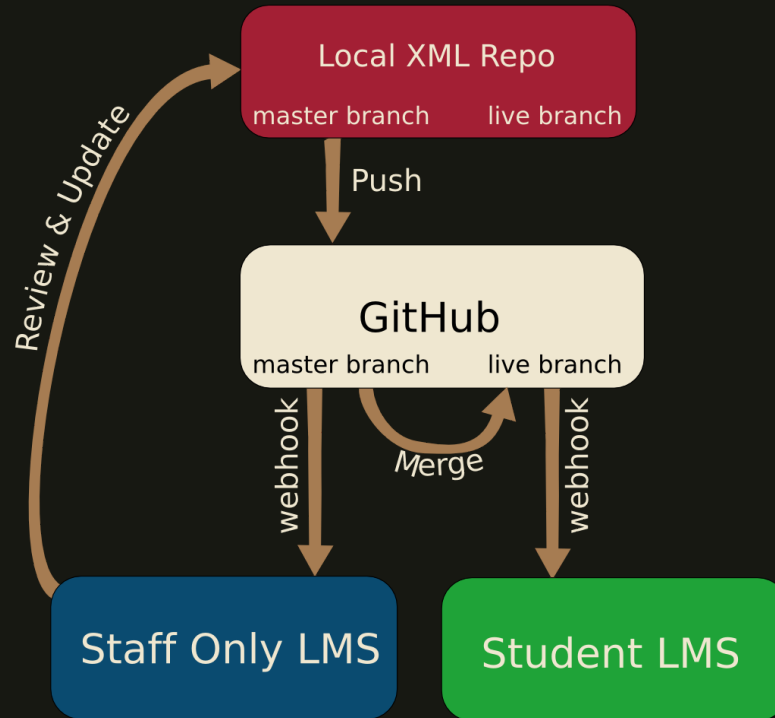 Local XML Repo
master branch live branch
Push
Review & Update
GitHub
master branch live branch
webhook
Merge
webhook
Staff Only LMS
Student LMS